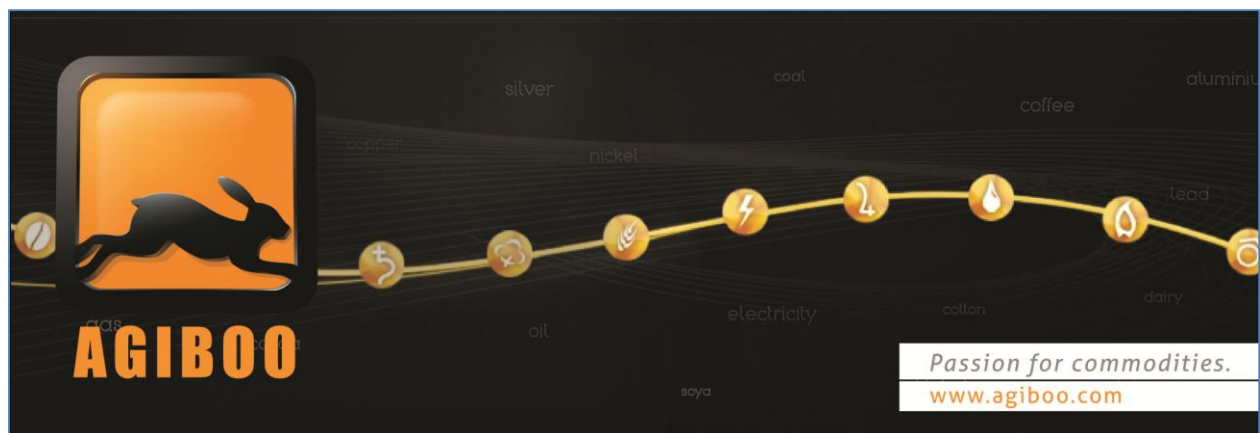 silver
coal
aluminiu
coffee
copper
nickel
lead
gas
AGIBOO
oil
electricity
cotton
dairy
soya
Passion for commodities.
www.agiboo.com